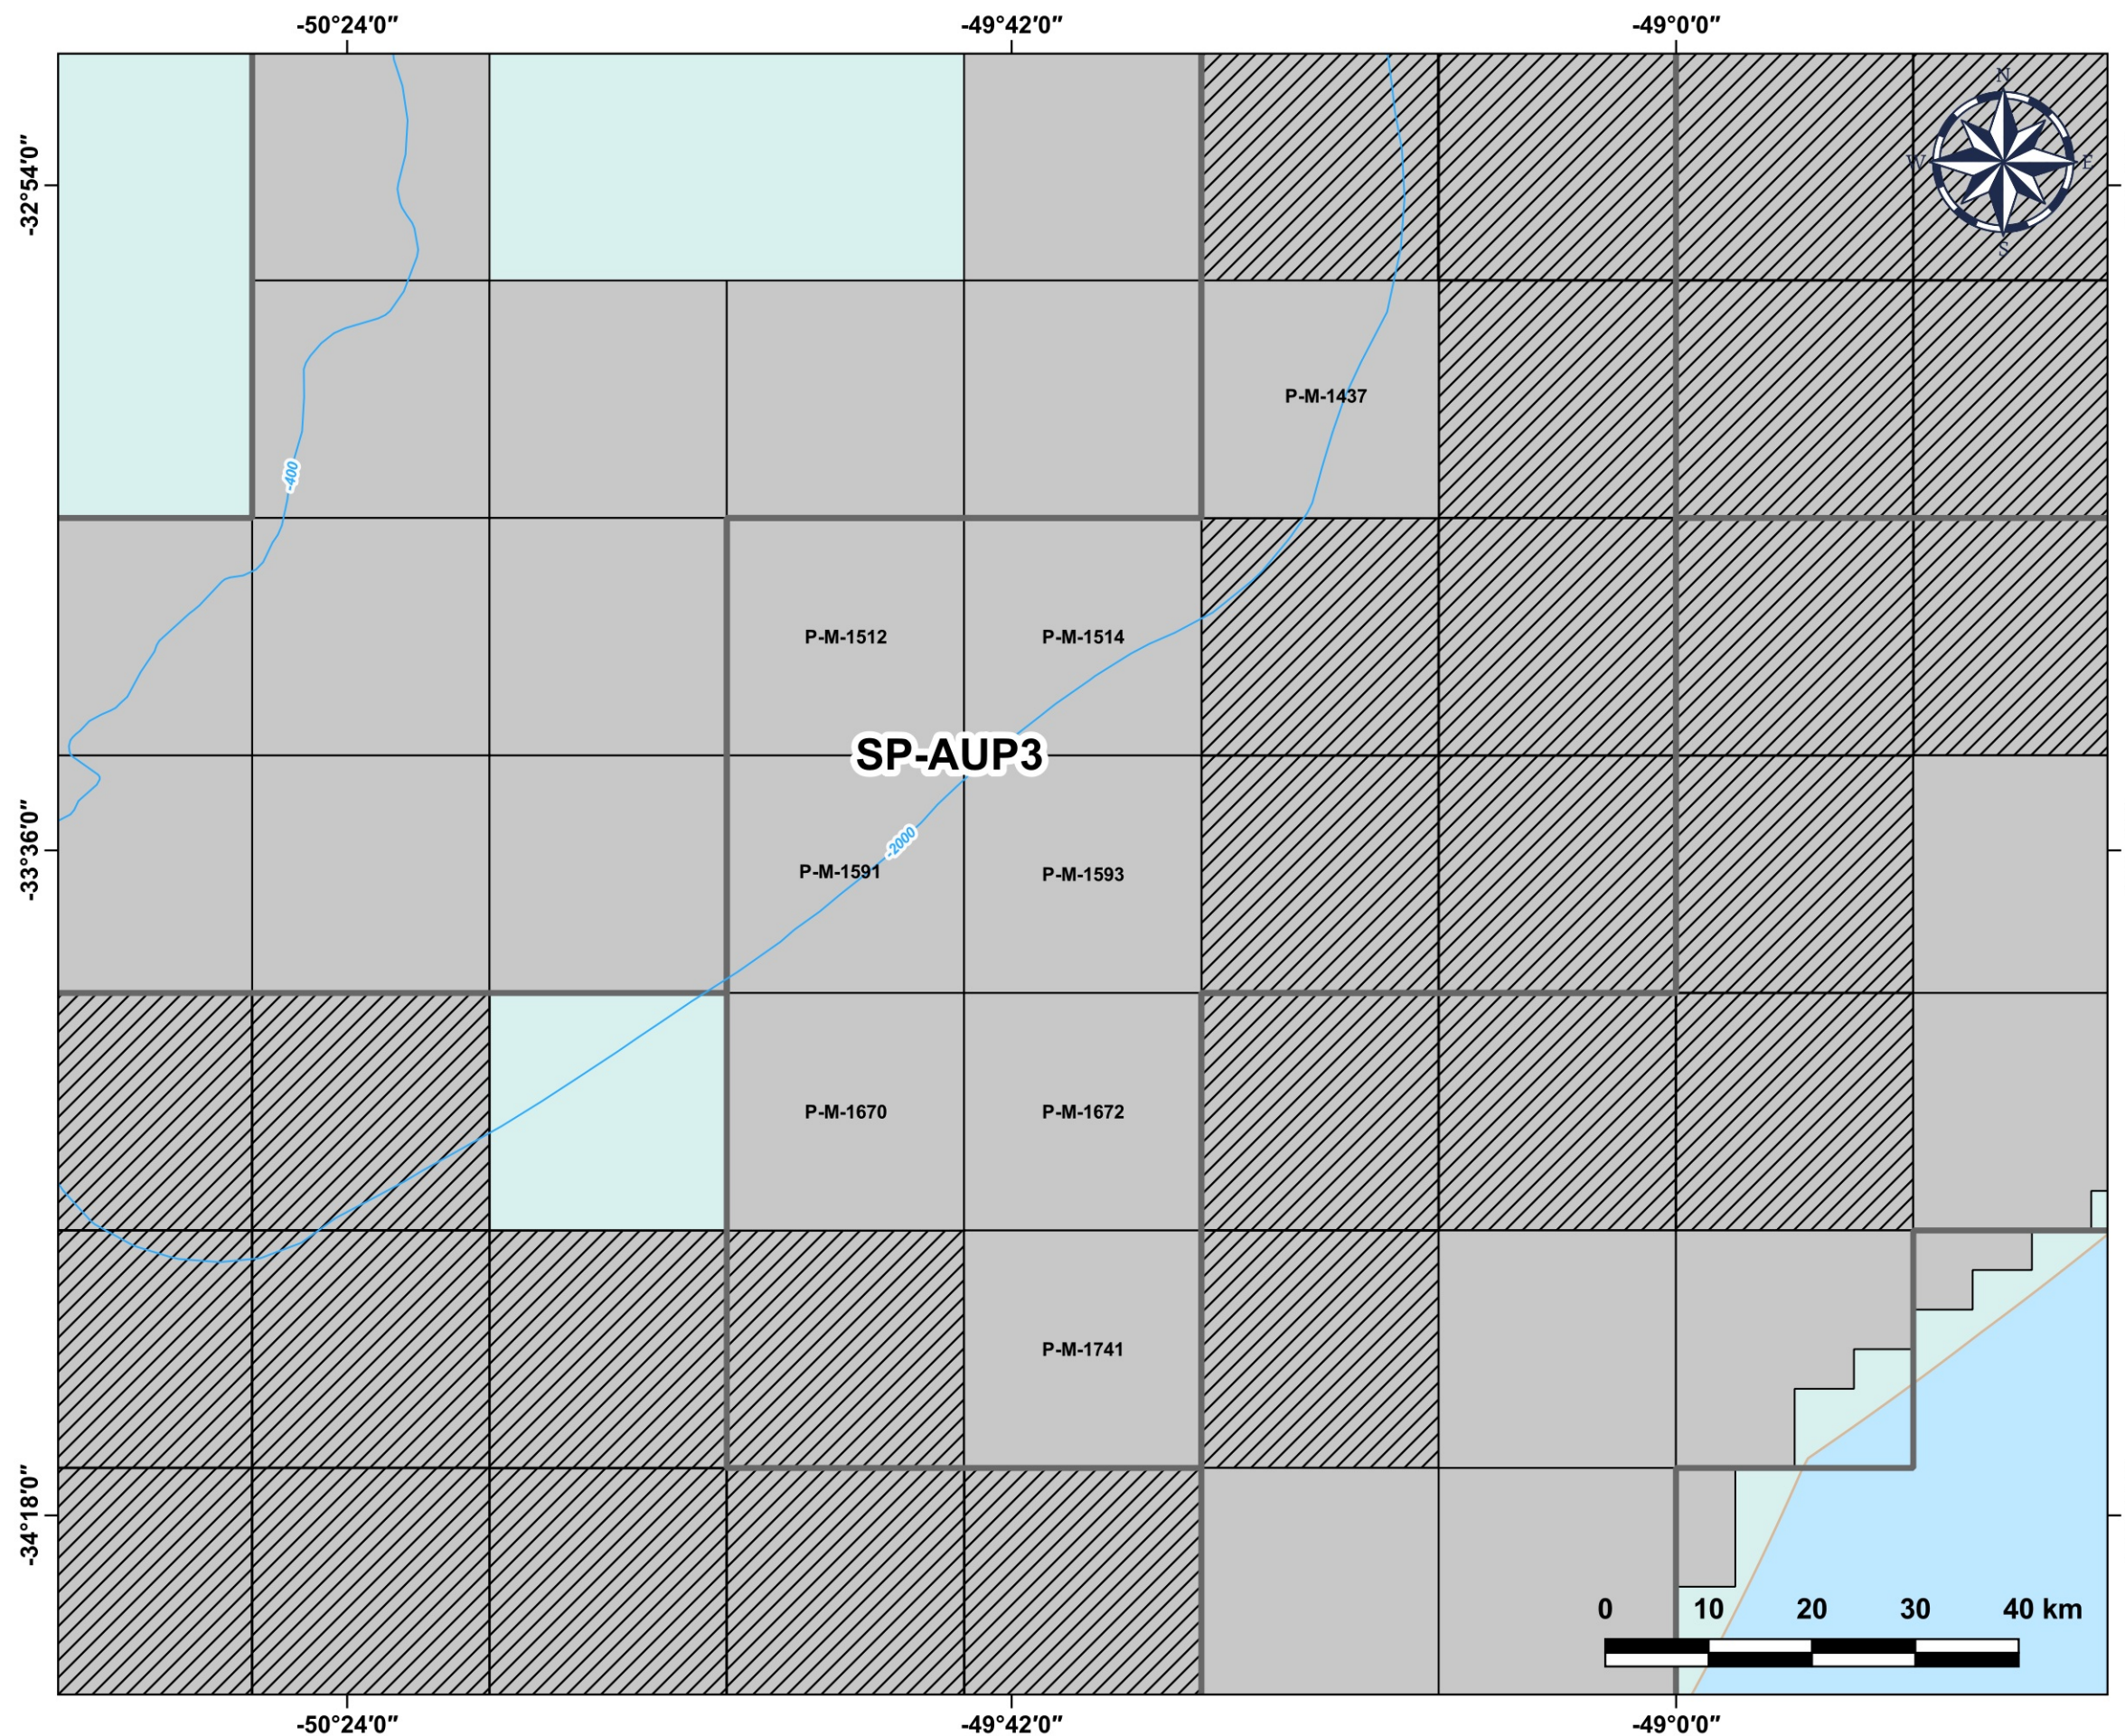 -50°24′0″ -49°42′0″ -49°0′0″
N
W E
S
-32°54′0″
P-M-1437
-400
P-M-1512 P-M-1514
SP-AUP3
-2000
-33°36′0″
P-M-1591 P-M-1593
P-M-1670 P-M-1672
P-M-1741
-34°18′0″
0 10 20 30 40 km
-50°24′0″ -49°42′0″ -49°0′0″